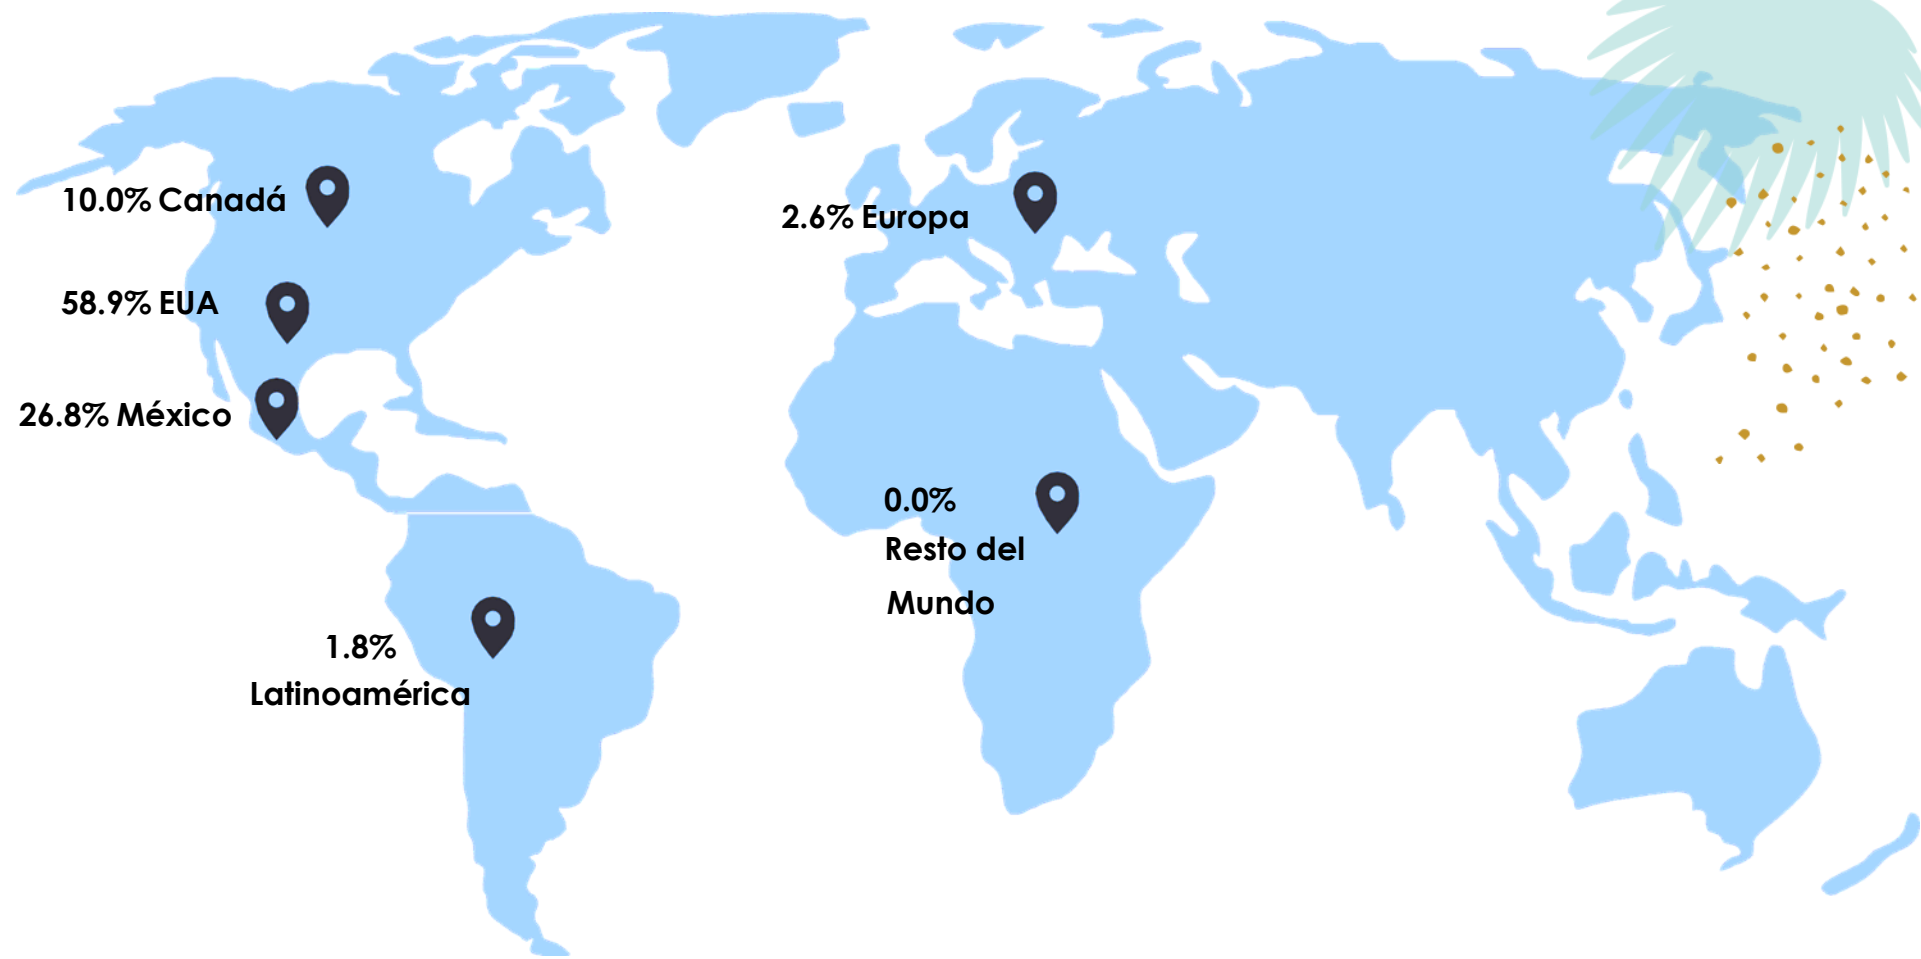 10.0% Canadá
2.6% Europa
58.9% EUA
26.8% México
0.0%
Resto del
Mundo
1.8%
Latinoamérica